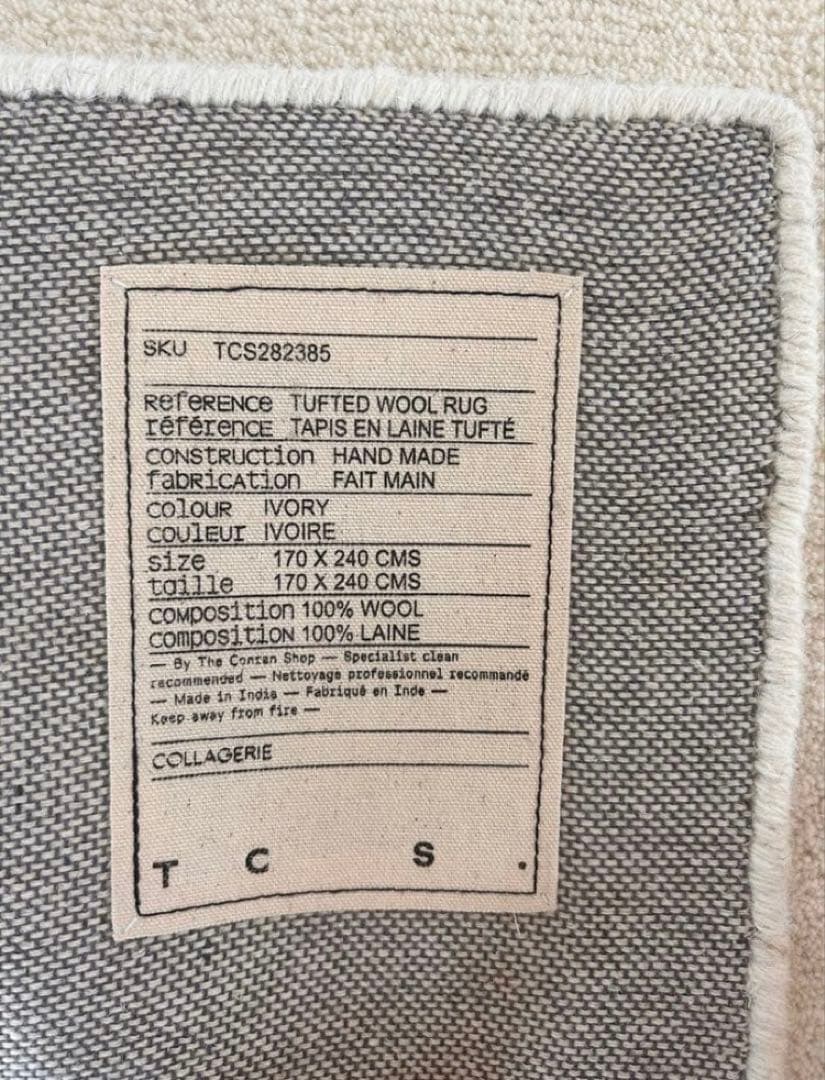 SKU TCS282385
RefeRENCe TUFTED WOOL RUG
référenCE TAPIS EN LAINE TUFTÉ
CONSTRUCtion HAND MADE
fabRICAtion FAIT MAIN
COlOUR IVORY
COUlEUr IVOIRE
size 170 X 240 CMS
taille 170 X 240 CMS
COMPOsition 100% WOOL
COmpositioN 100% LAINE
— By The Conran Shop — Specialist clean
recommended — Nettoyage professionnel recommandé
— Made in India — Fabriqué en Inde —
Keep away from fire —
COLLAGERIE
T C S .